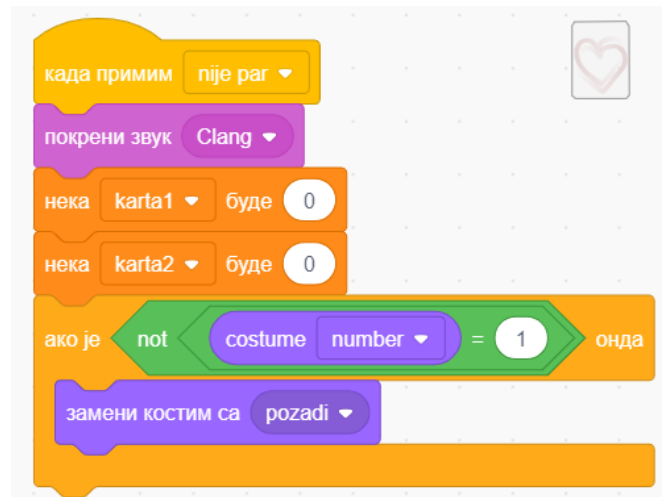 када примим nije par
покрени звук Clang
нека karta1 буде 0
нека karta2 буде 0
ако је not costume number = 1 онда
замени костим са pozadi